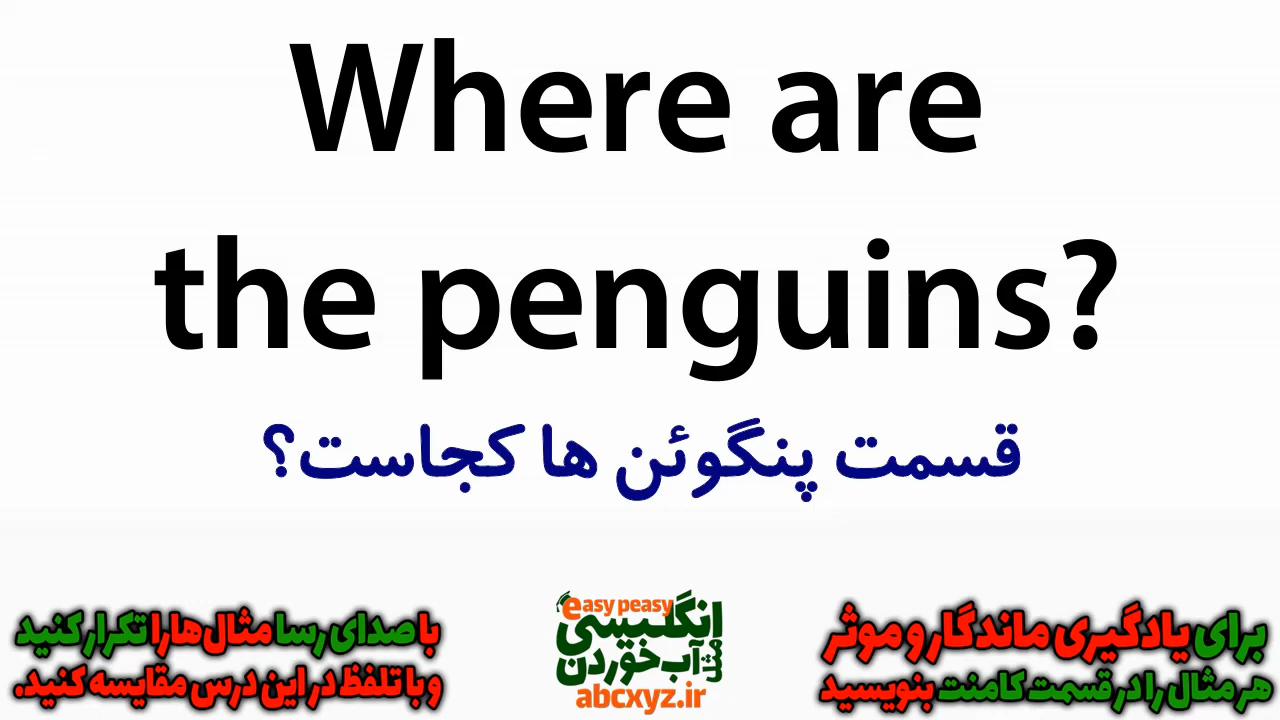 Where are
the penguins?
قسمت پنگوئن ها کجاست؟
برای یادگیری ماندگار و موثر
هر مثال را در قسمت کامنت بنویسید
easy peasy
انگلیسی
مثل آب خوردن
abcxyz.ir
با صدای رسا مثال‌ها را تکرار کنید
و با تلفظ در این درس مقایسه کنید.